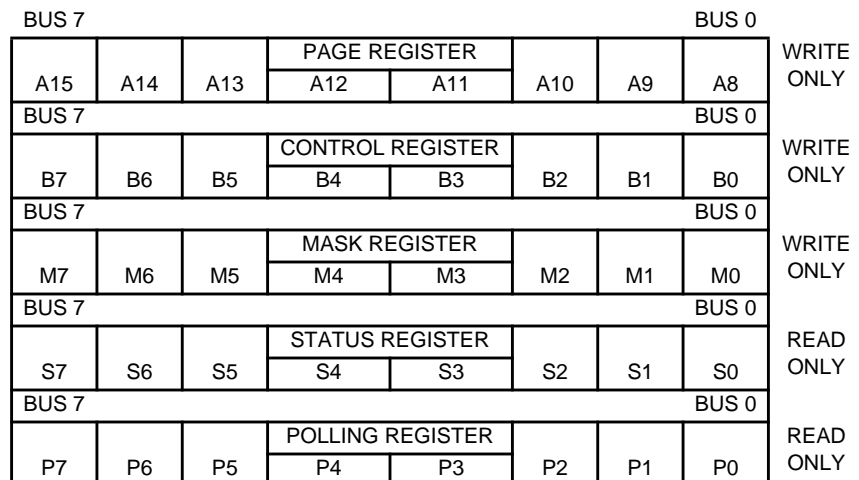 BUS 7 BUS 0
PAGE REGISTER WRITE
A15 A14 A13 A12 A11 A10 A9 A8 ONLY
BUS 7 BUS 0
CONTROL REGISTER WRITE
B7 B6 B5 B4 B3 B2 B1 B0 ONLY
BUS 7 BUS 0
MASK REGISTER WRITE
M7 M6 M5 M4 M3 M2 M1 M0 ONLY
BUS 7 BUS 0
STATUS REGISTER READ
S7 S6 S5 S4 S3 S2 S1 S0 ONLY
BUS 7 BUS 0
POLLING REGISTER READ
P7 P6 P5 P4 P3 P2 P1 P0 ONLY